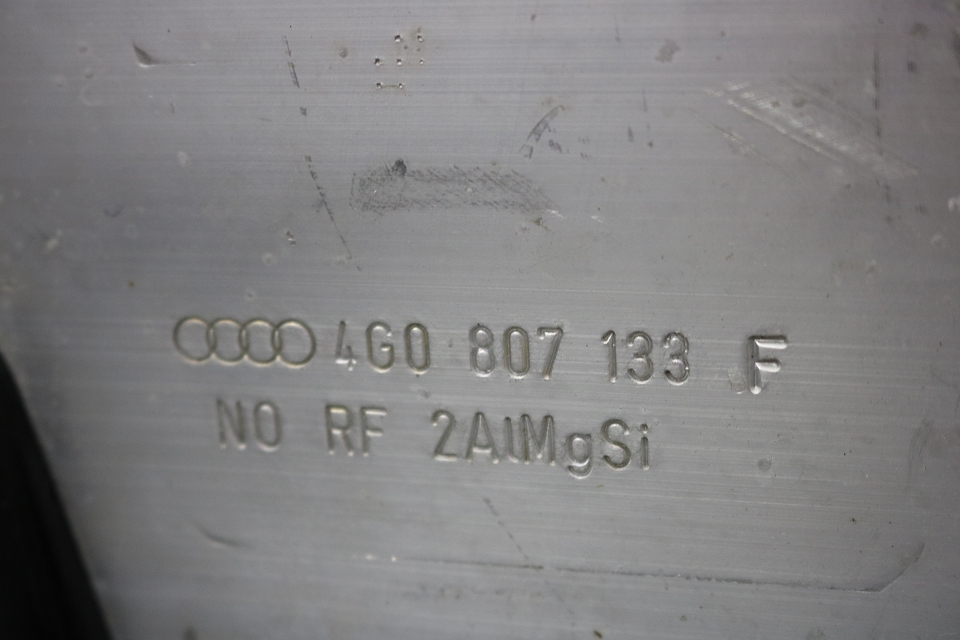 4G0 807 133 F
NO RF 2AlMgSi